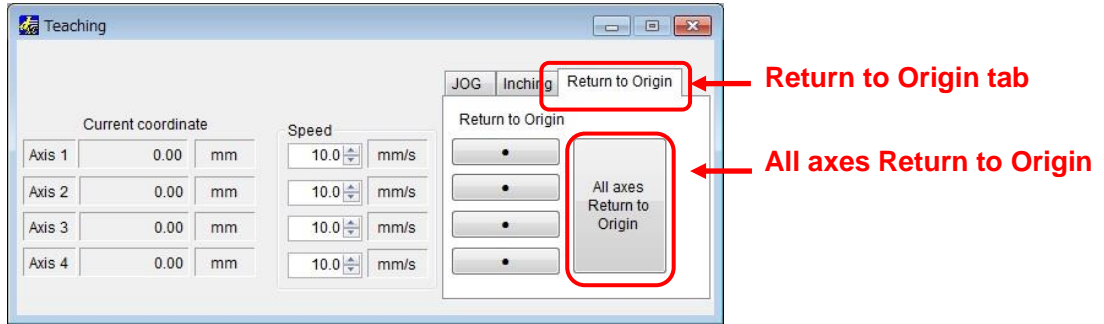 Teaching
JOG Inching Return to Origin
Return to Origin tab
Current coordinate
Speed
Return to Origin
Axis 1 0.00 mm 10.0 mm/s
Axis 2 0.00 mm 10.0 mm/s
Axis 3 0.00 mm 10.0 mm/s
Axis 4 0.00 mm 10.0 mm/s
All axes
Return to
Origin
All axes Return to Origin